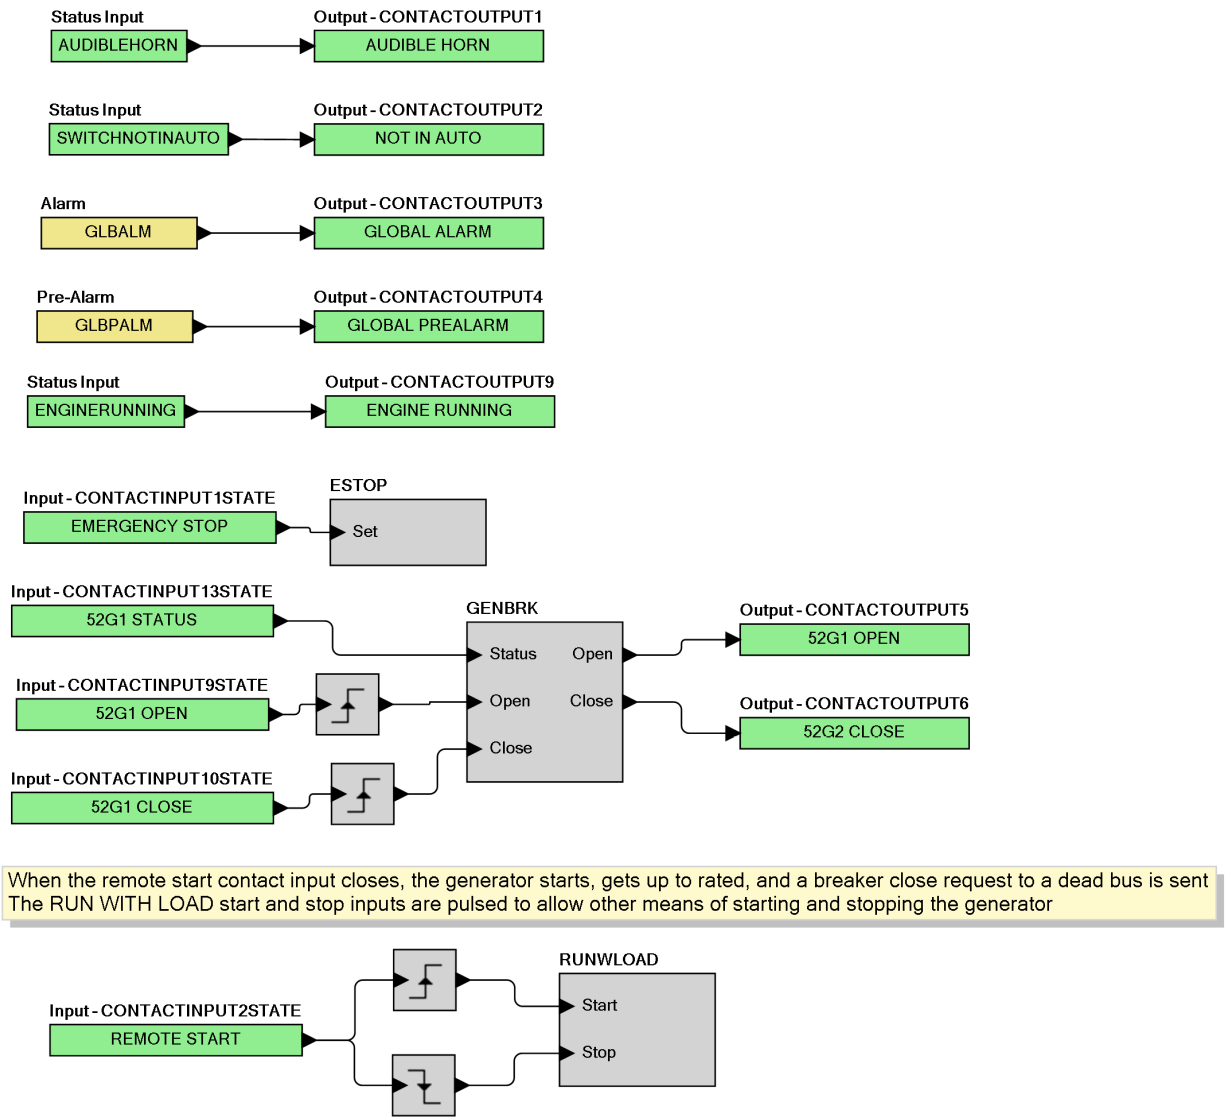 Status Input
AUDIBLEHORN
Output - CONTACTOUTPUT1
AUDIBLE HORN
Status Input
SWITCHNOTINAUTO
Output - CONTACTOUTPUT2
NOT IN AUTO
Alarm
GLBALM
Output - CONTACTOUTPUT3
GLOBAL ALARM
Pre-Alarm
GLBPALM
Output - CONTACTOUTPUT4
GLOBAL PREALARM
Status Input
ENGINERUNNING
Output - CONTACTOUTPUT9
ENGINE RUNNING
Input - CONTACTINPUT1STATE
EMERGENCY STOP
ESTOP
Set
Input - CONTACTINPUT13STATE
52G1 STATUS
Input - CONTACTINPUT9STATE
52G1 OPEN
Input - CONTACTINPUT10STATE
52G1 CLOSE
GENBRK
Status
Open
Open
Close
Close
Output - CONTACTOUTPUT5
52G1 OPEN
Output - CONTACTOUTPUT6
52G2 CLOSE
When the remote start contact input closes, the generator starts, gets up to rated, and a breaker close request to a dead bus is sent
The RUN WITH LOAD start and stop inputs are pulsed to allow other means of starting and stopping the generator
Input - CONTACTINPUT2STATE
REMOTE START
RUNWLOAD
Start
Stop